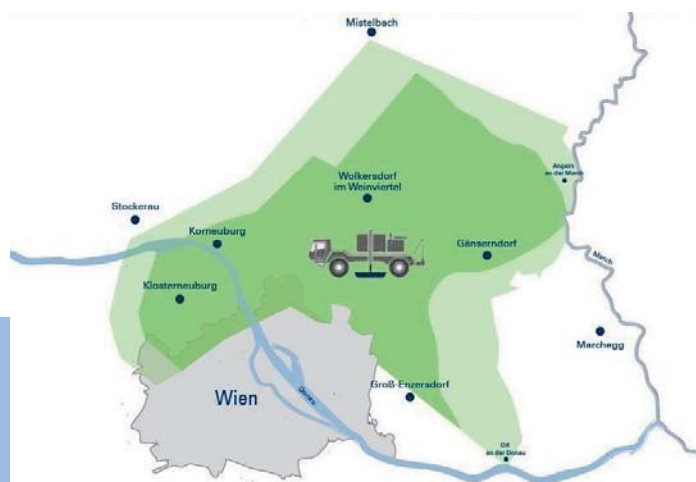 Mistelbach
Angern
an der March
Wolkersdorf
im Weinviertel
Stockerau
Korneuburg
Gänserndorf
March
Klosterneuburg
Marchegg
Groß-Enzersdorf
Wien
Donau
Ort
an der Donau